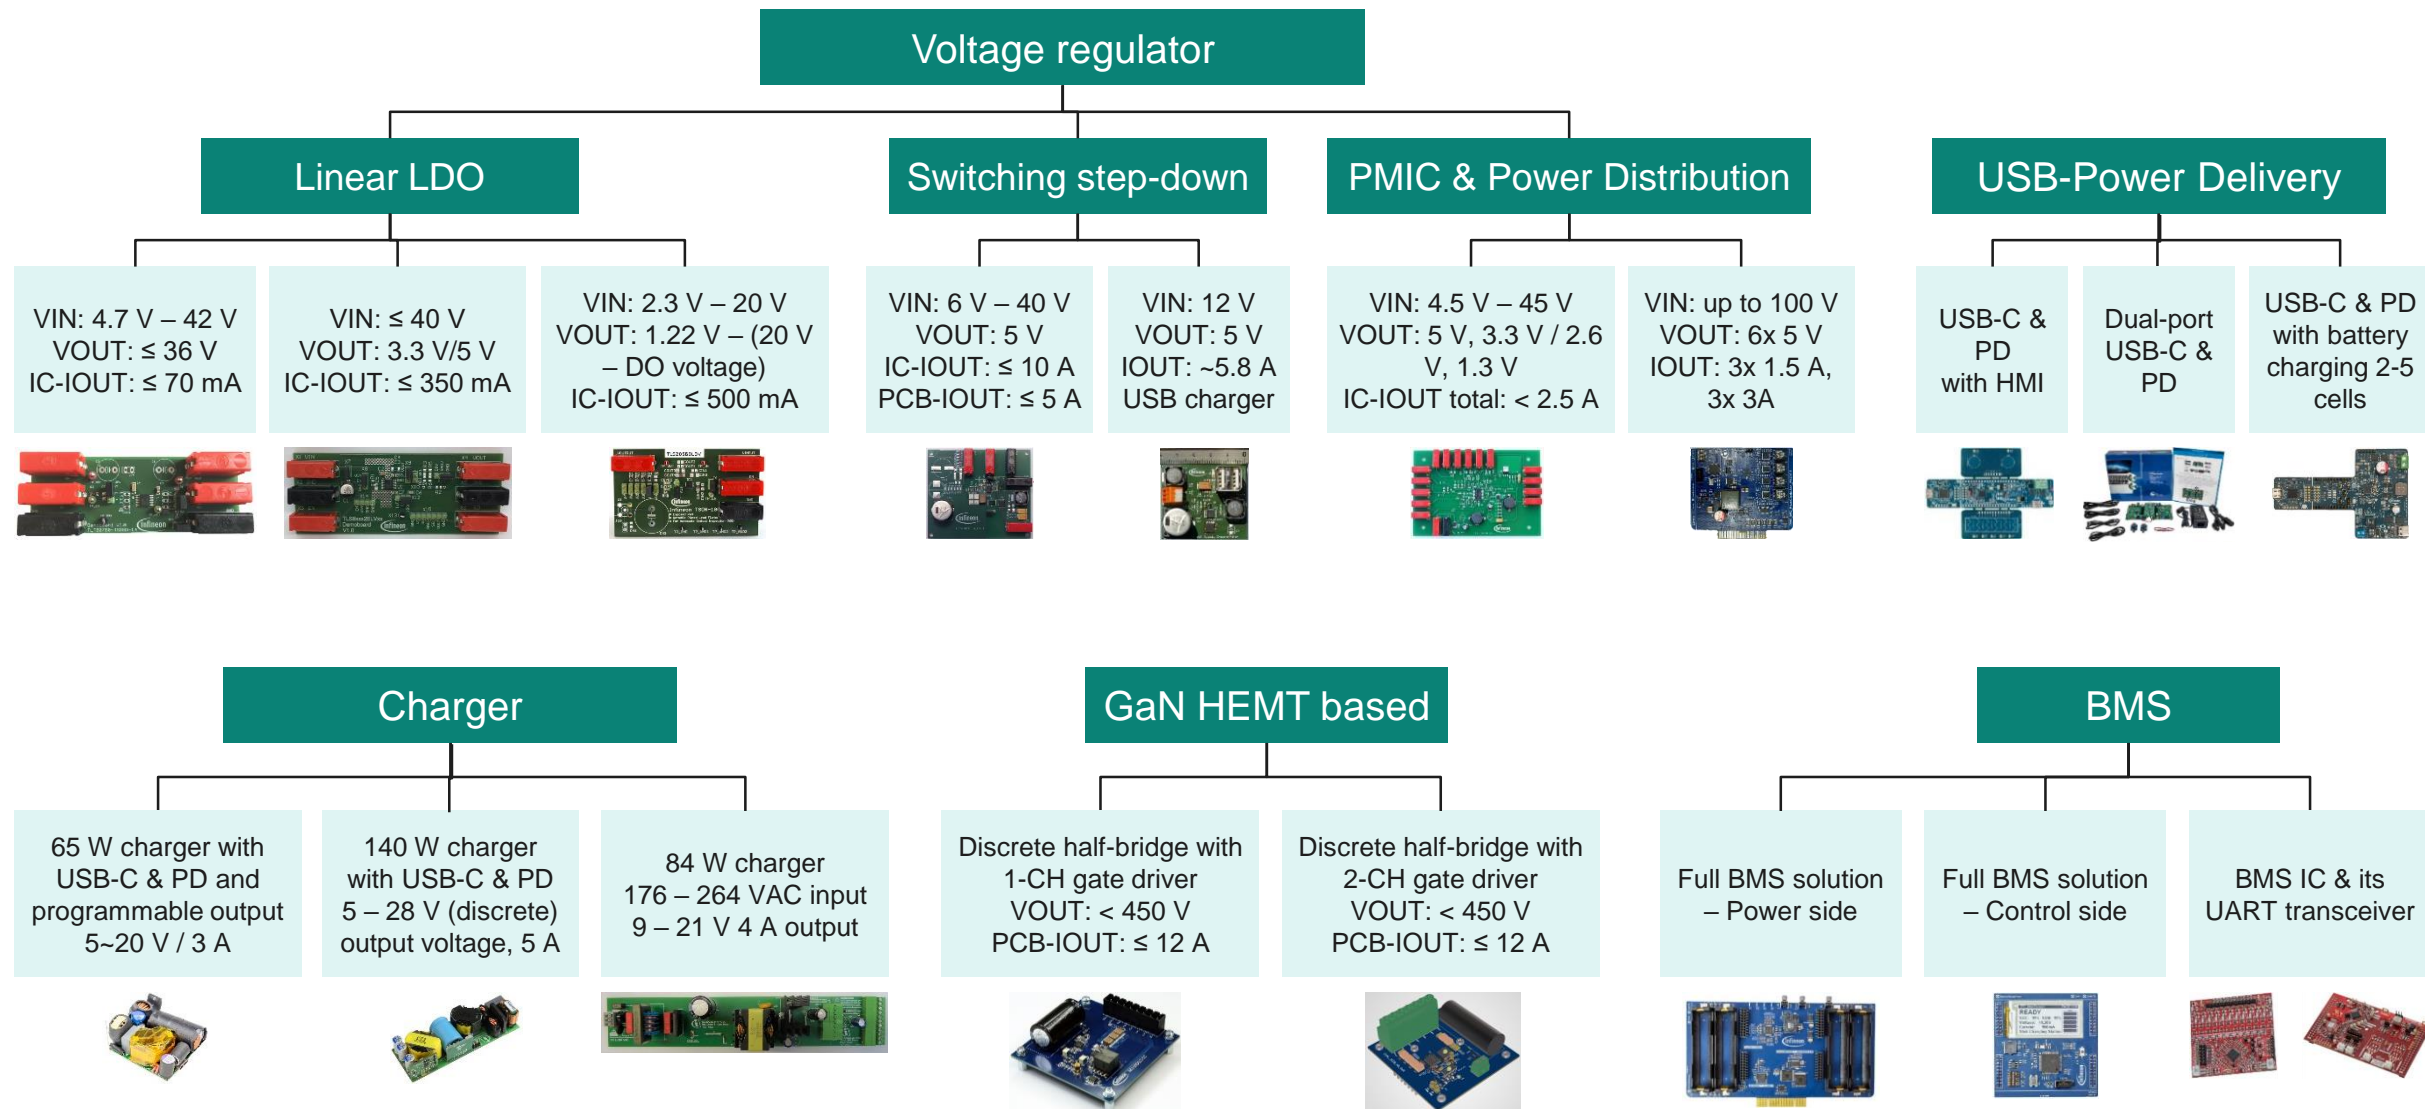 Voltage regulator
Linear LDO
Switching step-down
PMIC & Power Distribution
USB-Power Delivery
VIN: 4.7 V – 42 V
VOUT: ≤ 36 V
IC-IOUT: ≤ 70 mA
VIN: ≤ 40 V
VOUT: 3.3 V/5 V
IC-IOUT: ≤ 350 mA
VIN: 2.3 V – 20 V
VOUT: 1.22 V – (20 V
– DO voltage)
IC-IOUT: ≤ 500 mA
VIN: 6 V – 40 V
VOUT: 5 V
IC-IOUT: ≤ 10 A
PCB-IOUT: ≤ 5 A
VIN: 12 V
VOUT: 5 V
IOUT: ~5.8 A
USB charger
VIN: 4.5 V – 45 V
VOUT: 5 V, 3.3 V / 2.6
V, 1.3 V
IC-IOUT total: < 2.5 A
VIN: up to 100 V
VOUT: 6x 5 V
IOUT: 3x 1.5 A,
3x 3A
USB-C &
PD
with HMI
Dual-port
USB-C &
PD
USB-C & PD
with battery
charging 2-5
cells
Charger
GaN HEMT based
BMS
65 W charger with
USB-C & PD and
programmable output
5~20 V / 3 A
140 W charger
with USB-C & PD
5 – 28 V (discrete)
output voltage, 5 A
84 W charger
176 – 264 VAC input
9 – 21 V 4 A output
Discrete half-bridge with
1-CH gate driver
VOUT: < 450 V
PCB-IOUT: ≤ 12 A
Discrete half-bridge with
2-CH gate driver
VOUT: < 450 V
PCB-IOUT: ≤ 12 A
Full BMS solution
– Power side
Full BMS solution
– Control side
BMS IC & its
UART transceiver
READY